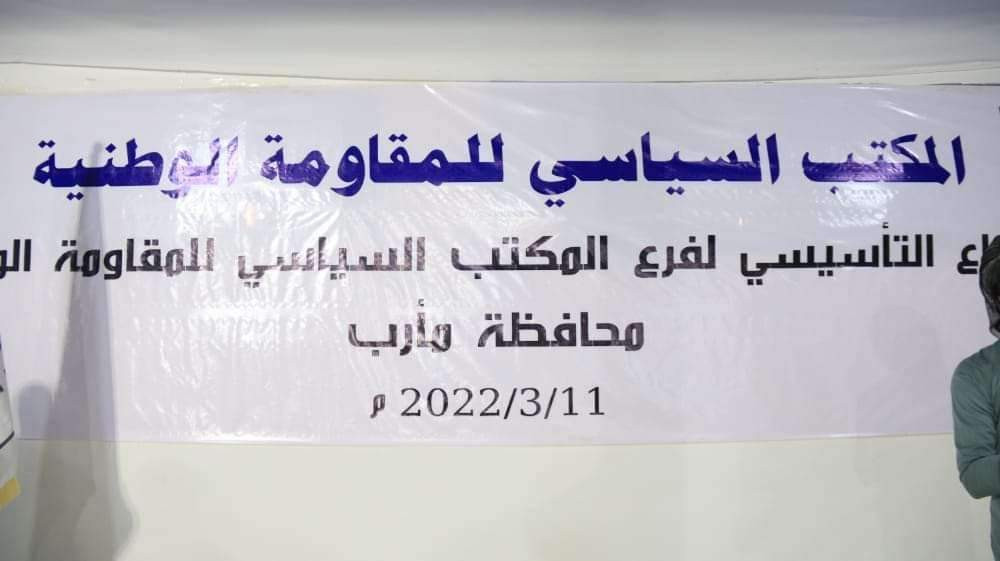 المكتب السياسي للمقاومة الوطنية
التأسيسي لفرع المكتب السياسي للمقاومة
محافظة مأرب
2022/3/11 م